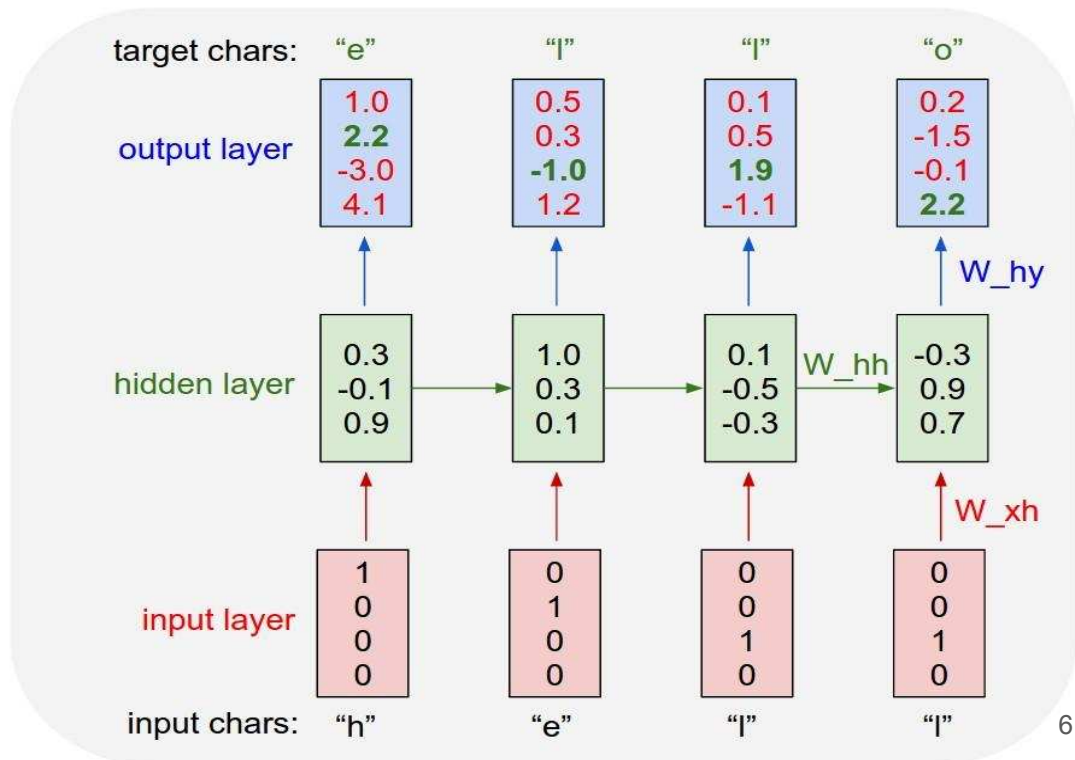 target chars: “e” “l” “l” “o”
1.0 0.5 0.1 0.2
2.2 0.3 0.5 -1.5
output layer
-3.0 -1.0 1.9 -0.1
4.1 1.2 -1.1 2.2
W_hy
0.3 1.0 0.1 -0.3
W_hh
hidden layer -0.1 0.3 -0.5 0.9
0.9 0.1 -0.3 0.7
W_xh
1 0 0 0
0 1 0 0
input layer
0 0 1 1
0 0 0 0
input chars: “h” “e” “l” “l” 6